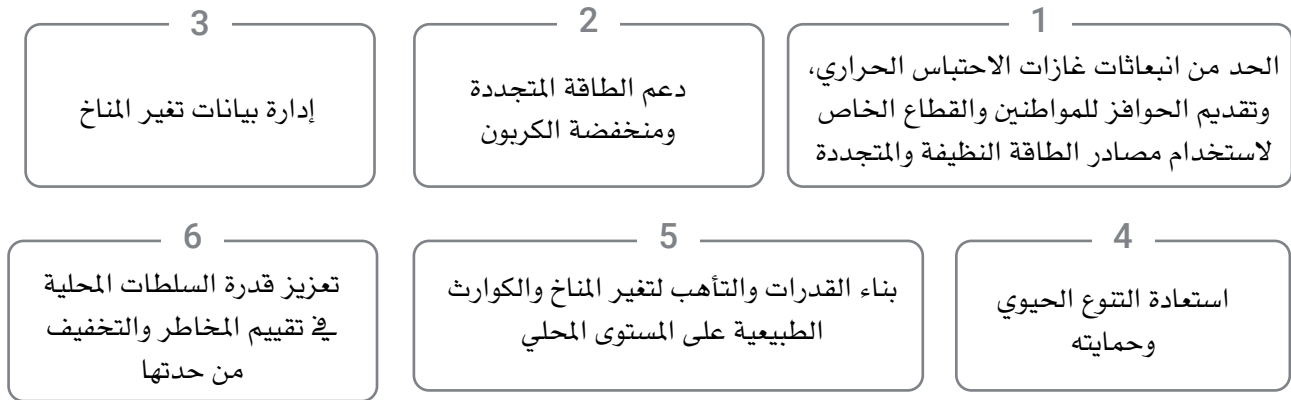 1
الحد من انبعاثات غازات الاحتباس الحراري،
وتقديم الحوافز للمواطنين والقطاع الخاص
لاستخدام مصادر الطاقة النظيفة والمتجددة
2
دعم الطاقة المتجددة
ومنخفضة الكربون
3
إدارة بيانات تغير المناخ
4
استعادة التنوع الحيوي
وحمايته
5
بناء القدرات والتأهب لتغير المناخ والكوارث
الطبيعية على المستوى المحلي
6
تعزيز قدرة السلطات المحلية
في تقييم المخاطر والتخفيف
من حدتها